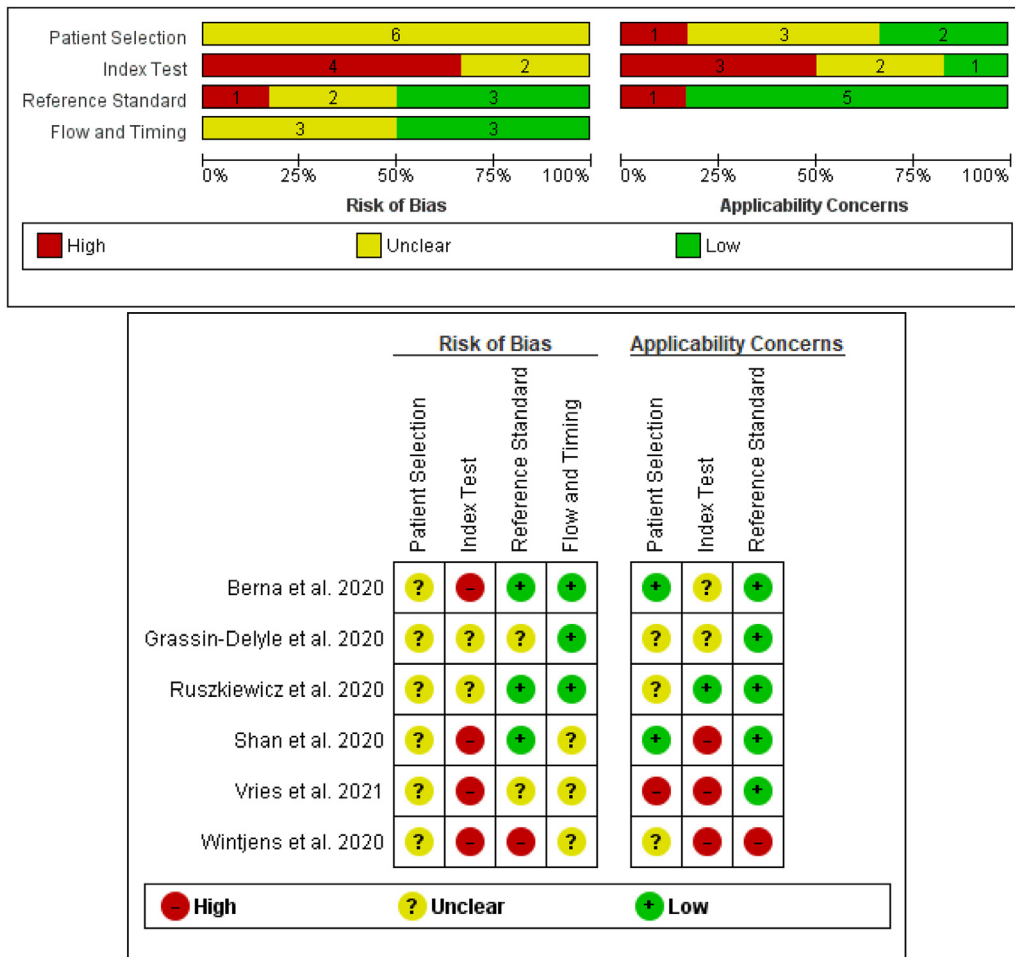 Patient Selection 6 1 3 2
Index Test 4 2 3 2 1
Reference Standard 1 2 3 1 5
Flow and Timing 3 3
0% 25% 50% 75% 100% 0% 25% 50% 75% 100%
Risk of Bias Applicability Concerns
High Unclear Low
Risk of Bias Applicability Concerns
Patient Selection
Index Test
Reference Standard
Flow and Timing
Patient Selection
Index Test
Reference Standard
Berna et al. 2020 ? - + + + ? +
Grassin-Delyle et al. 2020 ? ? ? + ? ? +
Ruszkiewicz et al. 2020 ? ? + + ? + +
Shan et al. 2020 ? - + ? + - +
Vries et al. 2021 ? - ? ? - - +
Wintjens et al. 2020 ? - - ? ? - -
- High ? Unclear + Low